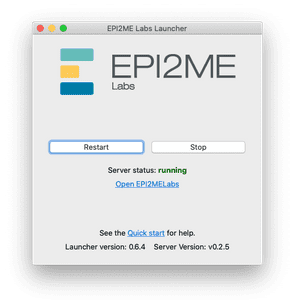 EPI2ME Labs Launcher
EPI2ME
Labs
Restart Stop
Server status: running
Open EPI2MELabs
See the Quick start for help.
Launcher version: 0.6.4 Server Version: v0.2.5